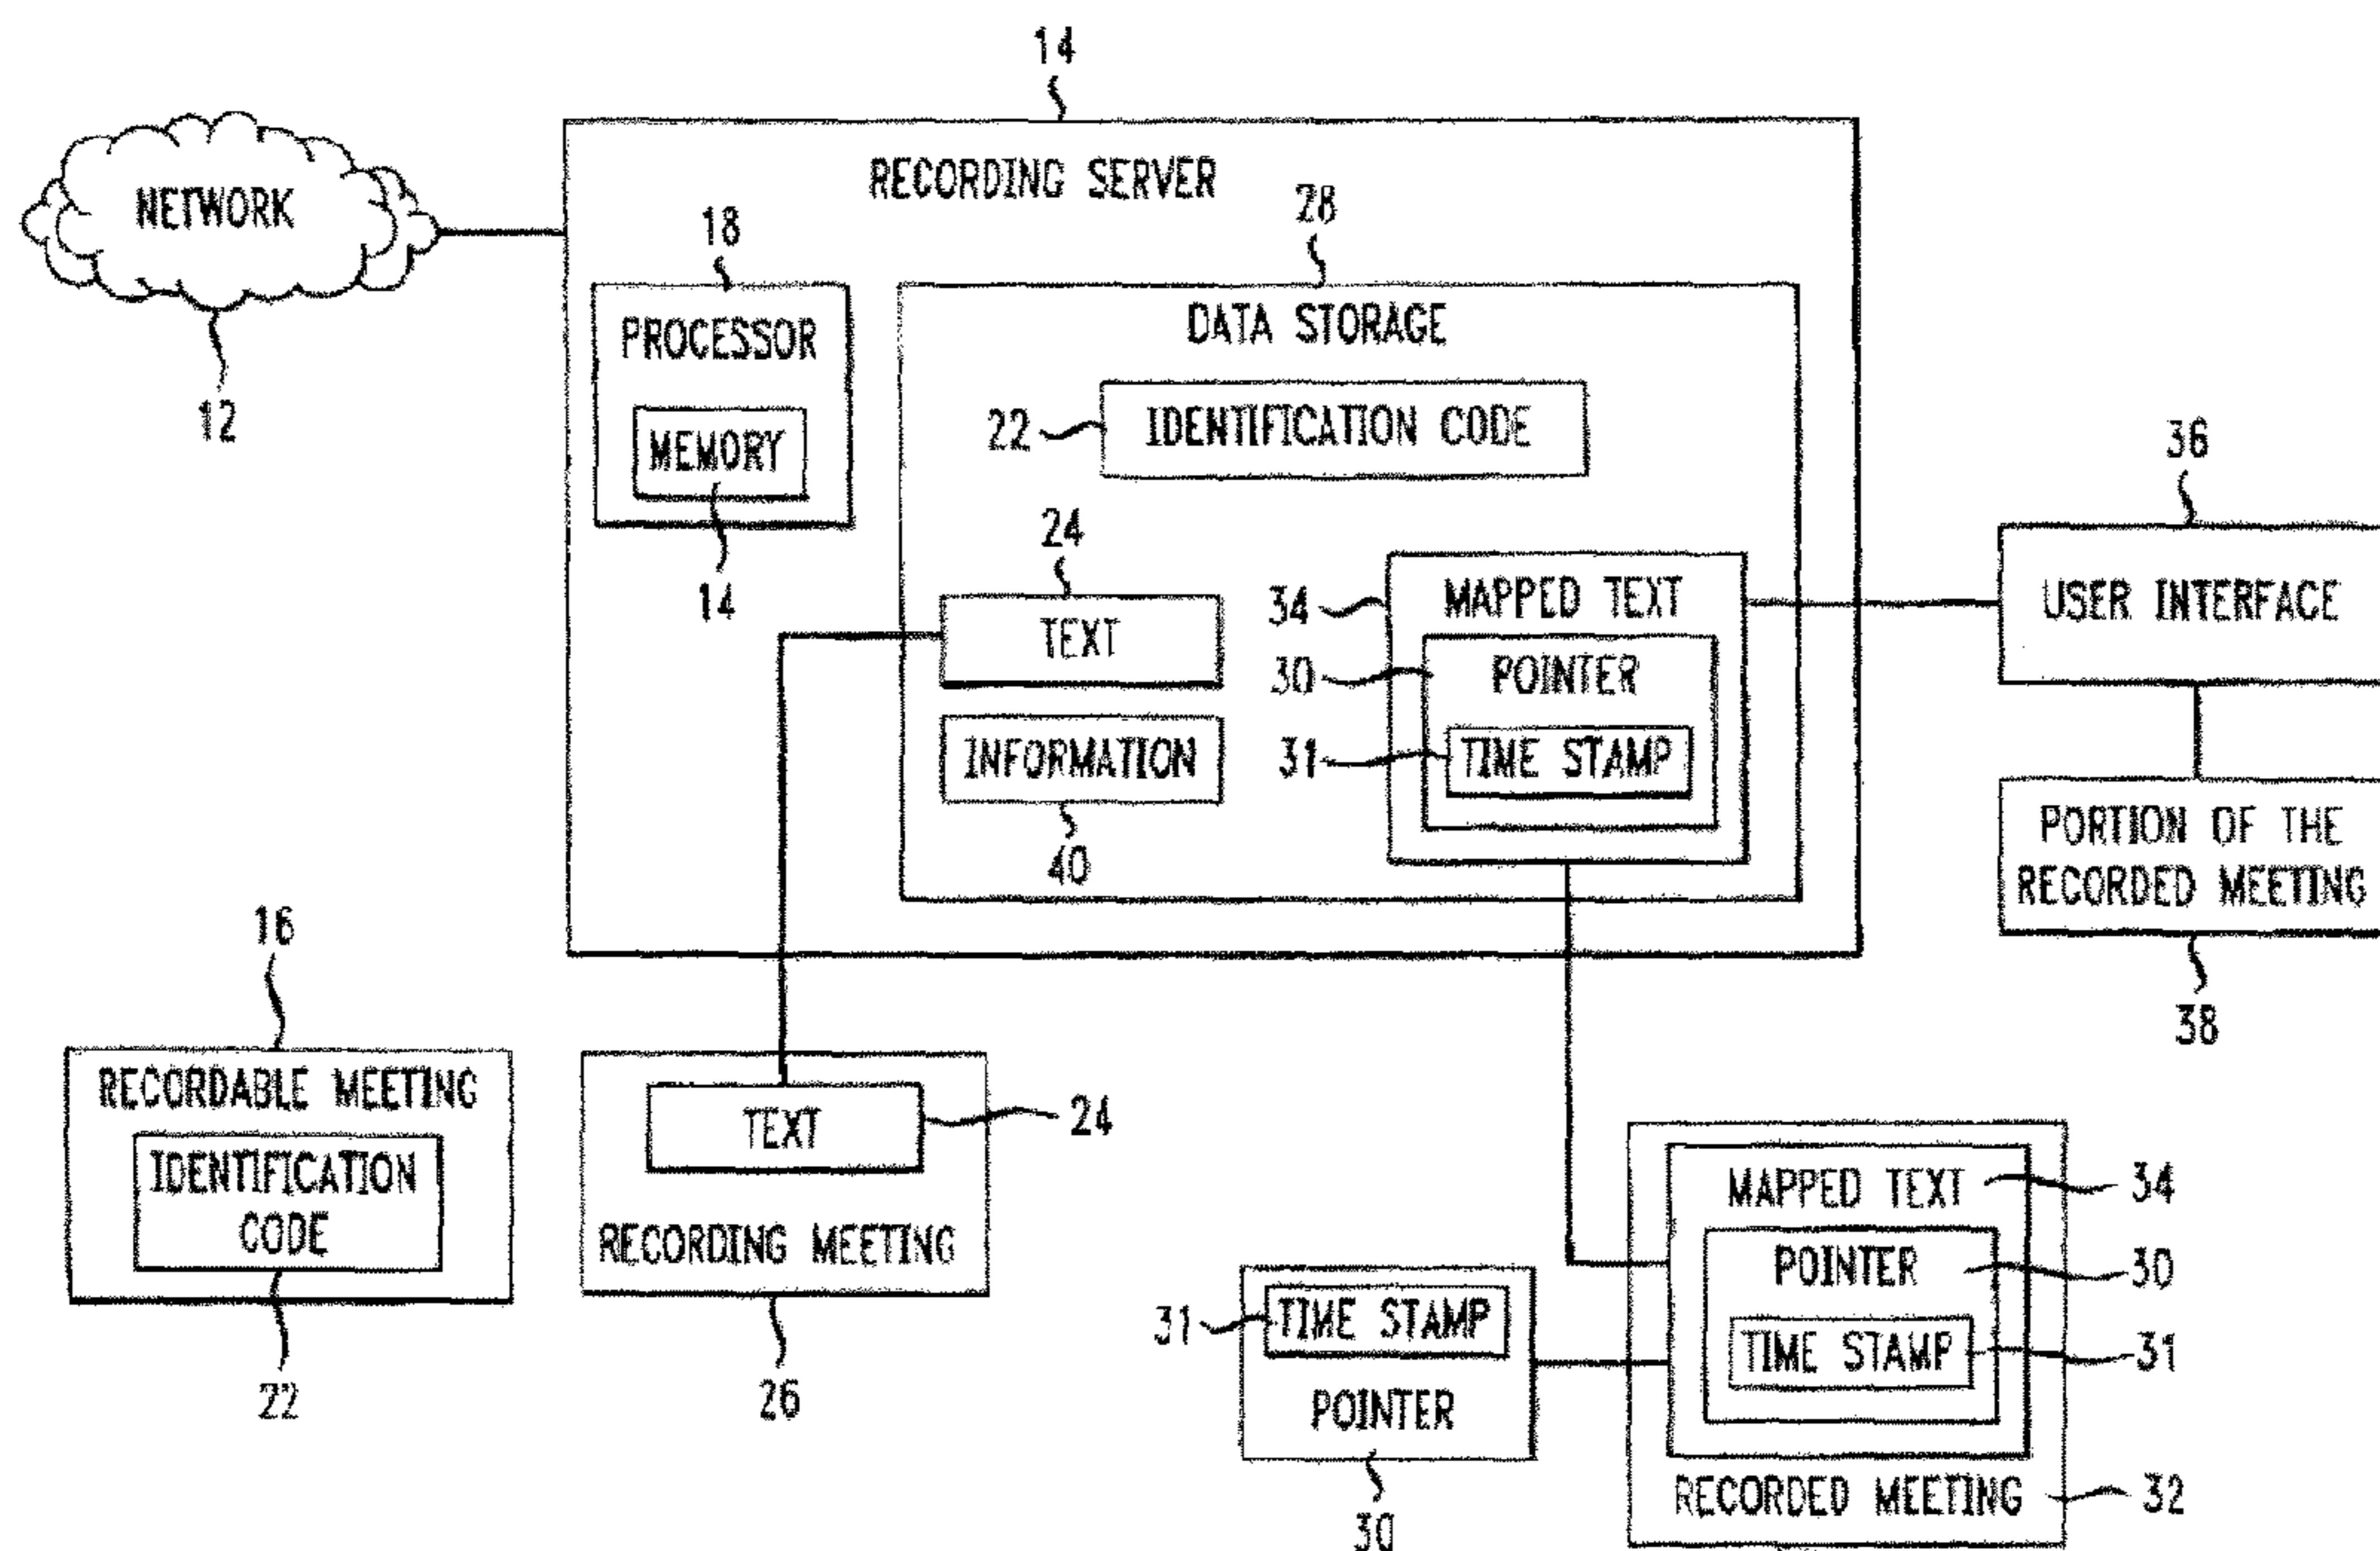 14
NETWORK
12
RECORDING SERVER
18
PROCESSOR
MEMORY
14
28
DATA STORAGE
22
IDENTIFICATION CODE
24
TEXT
INFORMATION
40
34
MAPPED TEXT
30
POINTER
31
TIME STAMP
36
USER INTERFACE
PORTION OF THE
RECORDED MEETING
38
16
RECORDABLE MEETING
IDENTIFICATION
CODE
22
TEXT
24
RECORDING MEETING
26
31
TIME STAMP
POINTER
30
MAPPED TEXT
34
POINTER
30
TIME STAMP
31
RECORDED MEETING
32